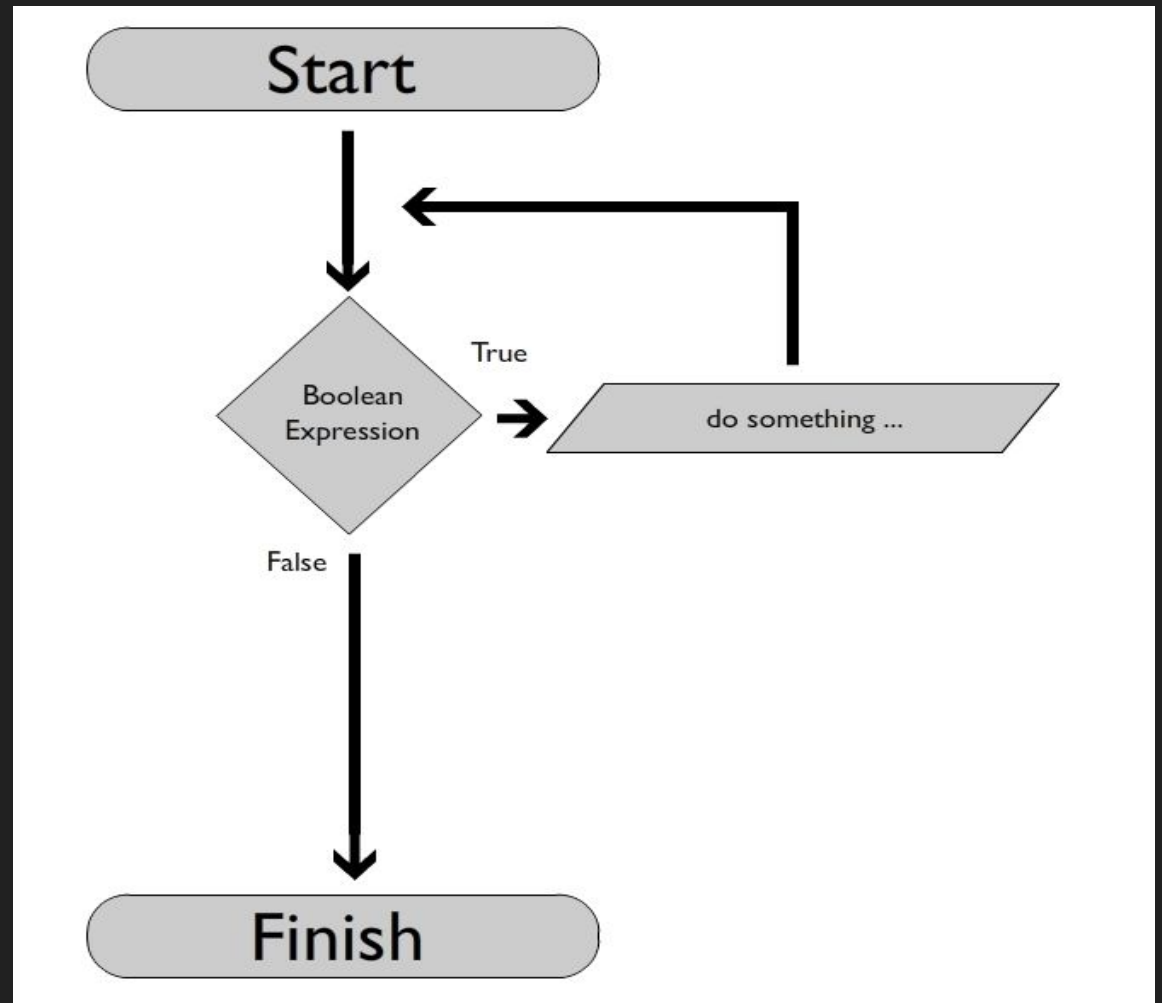 Start
True
Boolean
Expression
do something ...
False
Finish